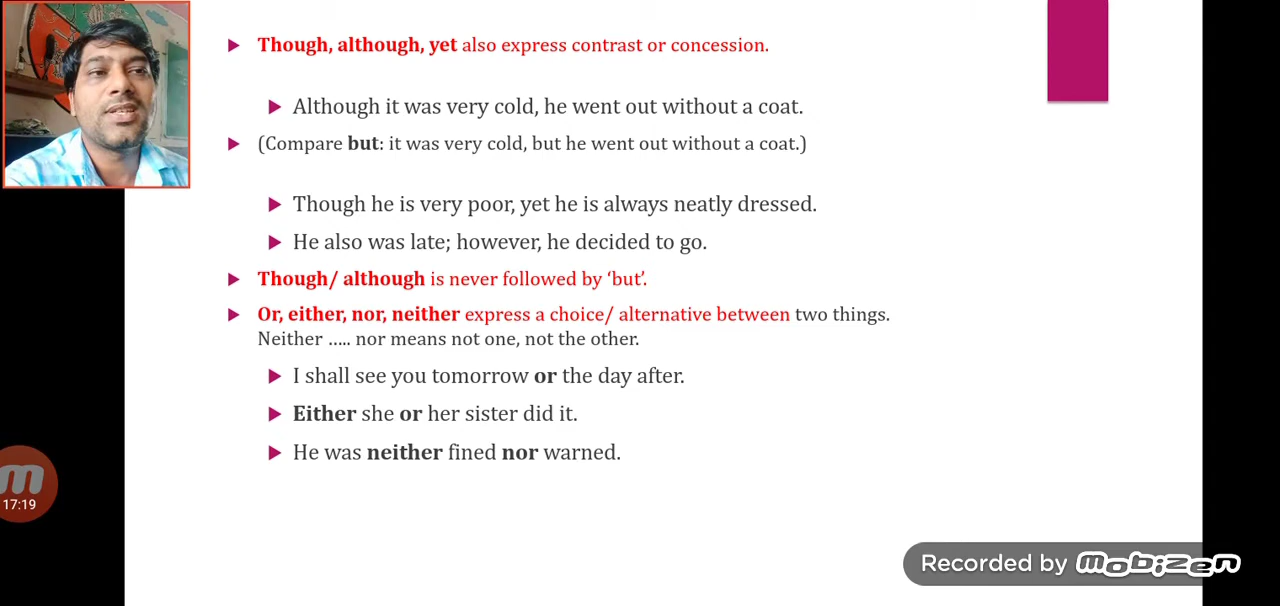 Though, although, yet also express contrast or concession.
Although it was very cold, he went out without a coat.
(Compare but: it was very cold, but he went out without a coat.)
Though he is very poor, yet he is always neatly dressed.
He also was late; however, he decided to go.
Though/ although is never followed by ‘but’.
Or, either, nor, neither express a choice/ alternative between two things.
Neither ….. nor means not one, not the other.
I shall see you tomorrow or the day after.
Either she or her sister did it.
He was neither fined nor warned.
m
17:19
Recorded by mobizen